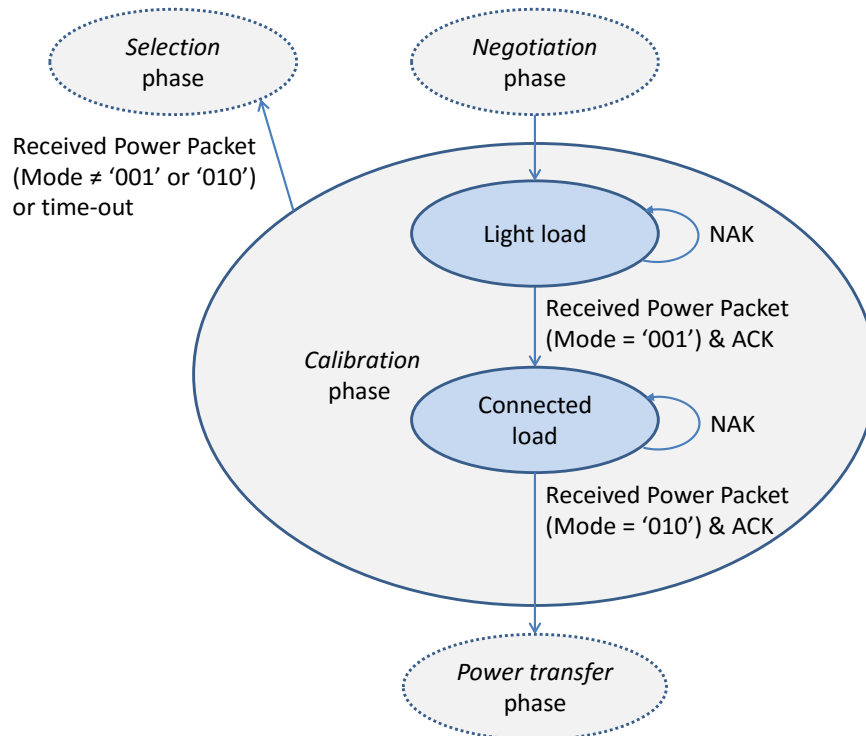 Selection
phase
Negotiation
phase
Received Power Packet
(Mode ≠ ‘001’ or ‘010’)
or time-out
Light load
NAK
Received Power Packet
(Mode = ‘001’) & ACK
Calibration
phase
Connected
load
NAK
Received Power Packet
(Mode = ‘010’) & ACK
Power transfer
phase